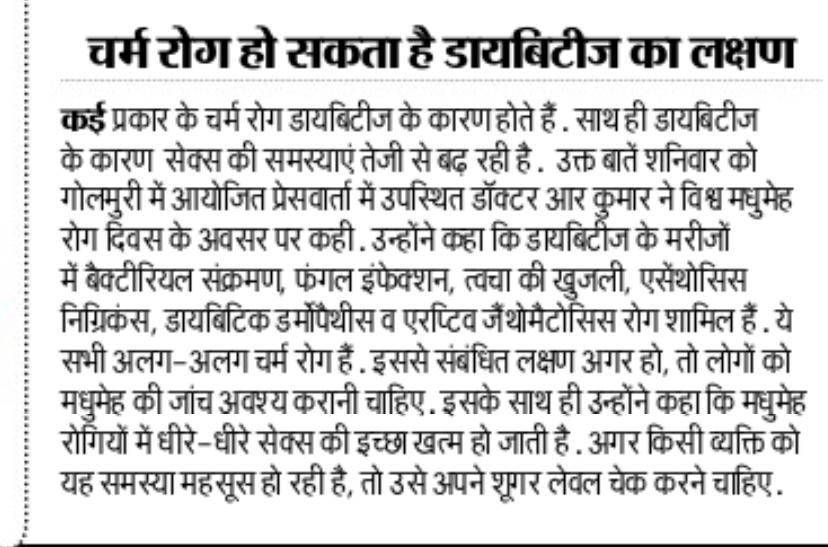 चर्म रोग हो सकता है डायबिटीज का लक्षण
कई प्रकार के चर्म रोग डायबिटीज के कारण होते हैं . साथ ही डायबिटीज
के कारण सेक्स की समस्याएं तेजी से बढ़ रही है . उक्त बातें शनिवार को
गोलमुरी में आयोजित प्रेसवार्ता में उपस्थित डॉक्टर आर कुमार ने विश्व मधुमेह
रोग दिवस के अवसर पर कही . उन्होंने कहा कि डायबिटीज के मरीजों
में बैक्टीरियल संक्रमण, फंगल इंफेक्शन, त्वचा की खुजली, एसेंथोसिस
निग्रिकंस, डायबिटिक डर्मोपैथीस व एरप्टिव जैंथोमैटोसिस रोग शामिल हैं . ये
सभी अलग-अलग चर्म रोग हैं . इससे संबंधित लक्षण अगर हो, तो लोगों को
मधुमेह की जांच अवश्य करानी चाहिए . इसके साथ ही उन्होंने कहा कि मधुमेह
रोगियों में धीरे-धीरे सेक्स की इच्छा खत्म हो जाती है . अगर किसी व्यक्ति को
यह समस्या महसूस हो रही है, तो उसे अपने शूगर लेवल चेक करने चाहिए .